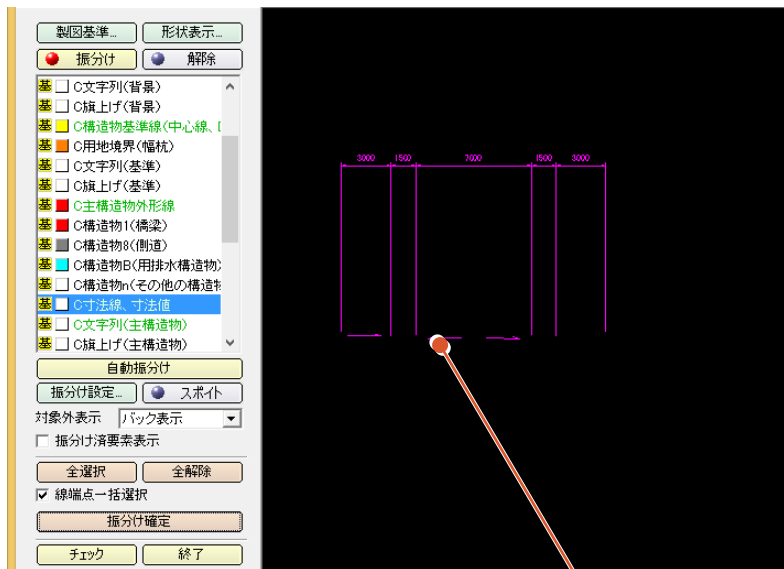 製図基準... 形状表示...
振分け 解除
基 C文字列(背景)
基 C旗上げ(背景)
基 C構造物基準線(中心線、
基 C用地境界(幅杭)
基 C文字列(基準)
基 C旗上げ(基準)
基 C主構造物外形線
基 C構造物1(橋梁)
基 C構造物8(側道)
基 C構造物B(用排水構造物)
基 C構造物n(その他の構造物
基 C寸法線、寸法値
基 C文字列(主構造物)
基 C旗上げ(主構造物)
自動振分け
振分け設定... スポイト
対象外表示 バック表示
振分け済要素表示
全選択 全解除
線端点一括選択
振分け確定
チェック 終了
3000 1500 7000 1500 3000